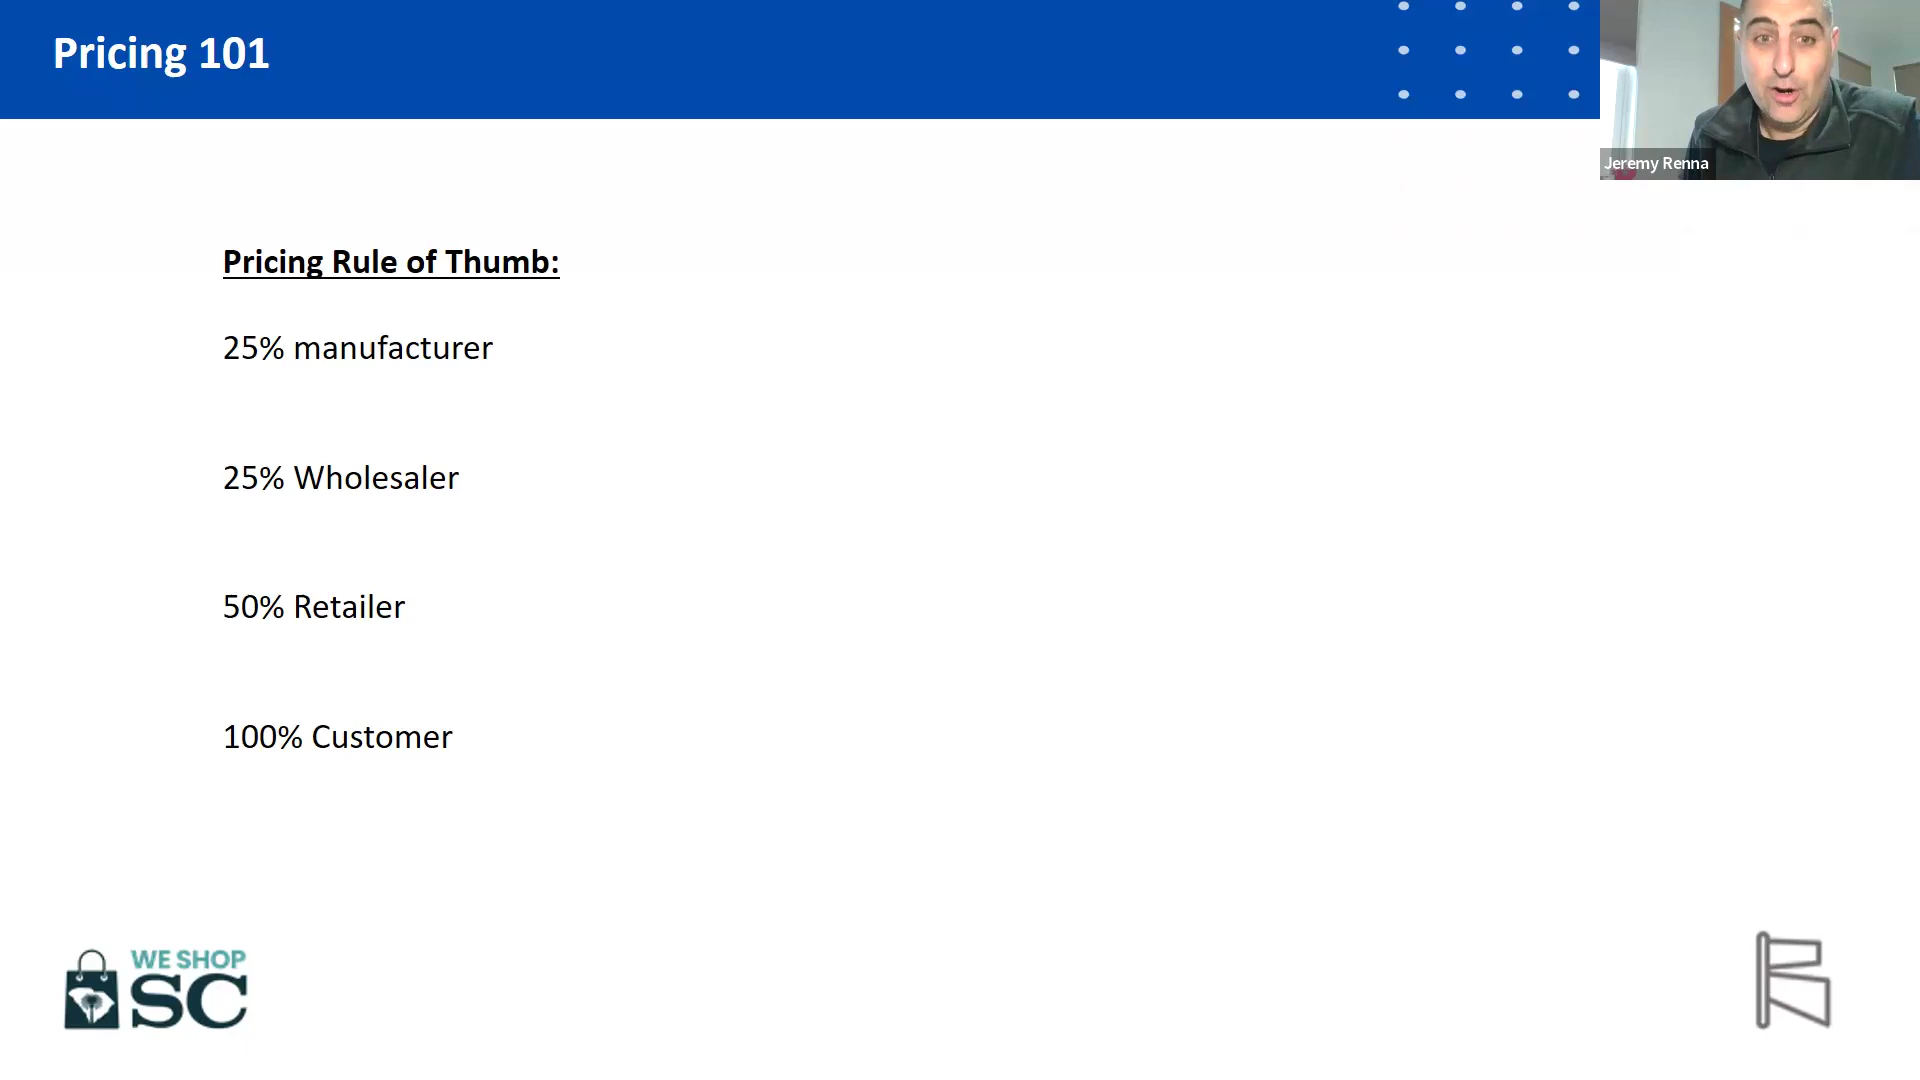 Pricing 101
Jeremy Renna
Pricing Rule of Thumb:
25% manufacturer
25% Wholesaler
50% Retailer
100% Customer
WE SHOP
SC